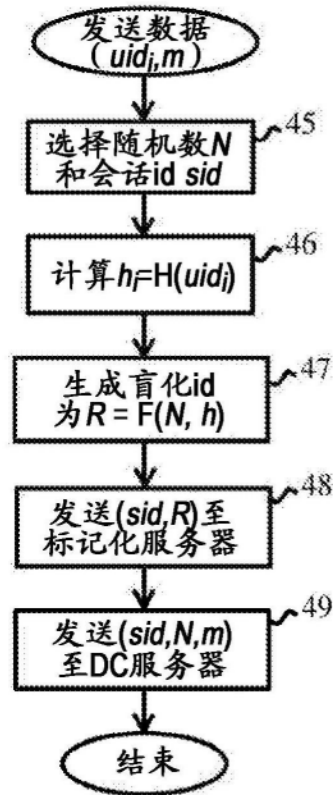 发送数据
(uidᵢ,m)
45
选择随机数N
和会话id sid
46
计算hᵢ=H(uidᵢ)
47
生成盲化id
为R = F(N, h)
48
发送(sid,R)至
标记化服务器
49
发送(sid,N,m)
至DC服务器
结束